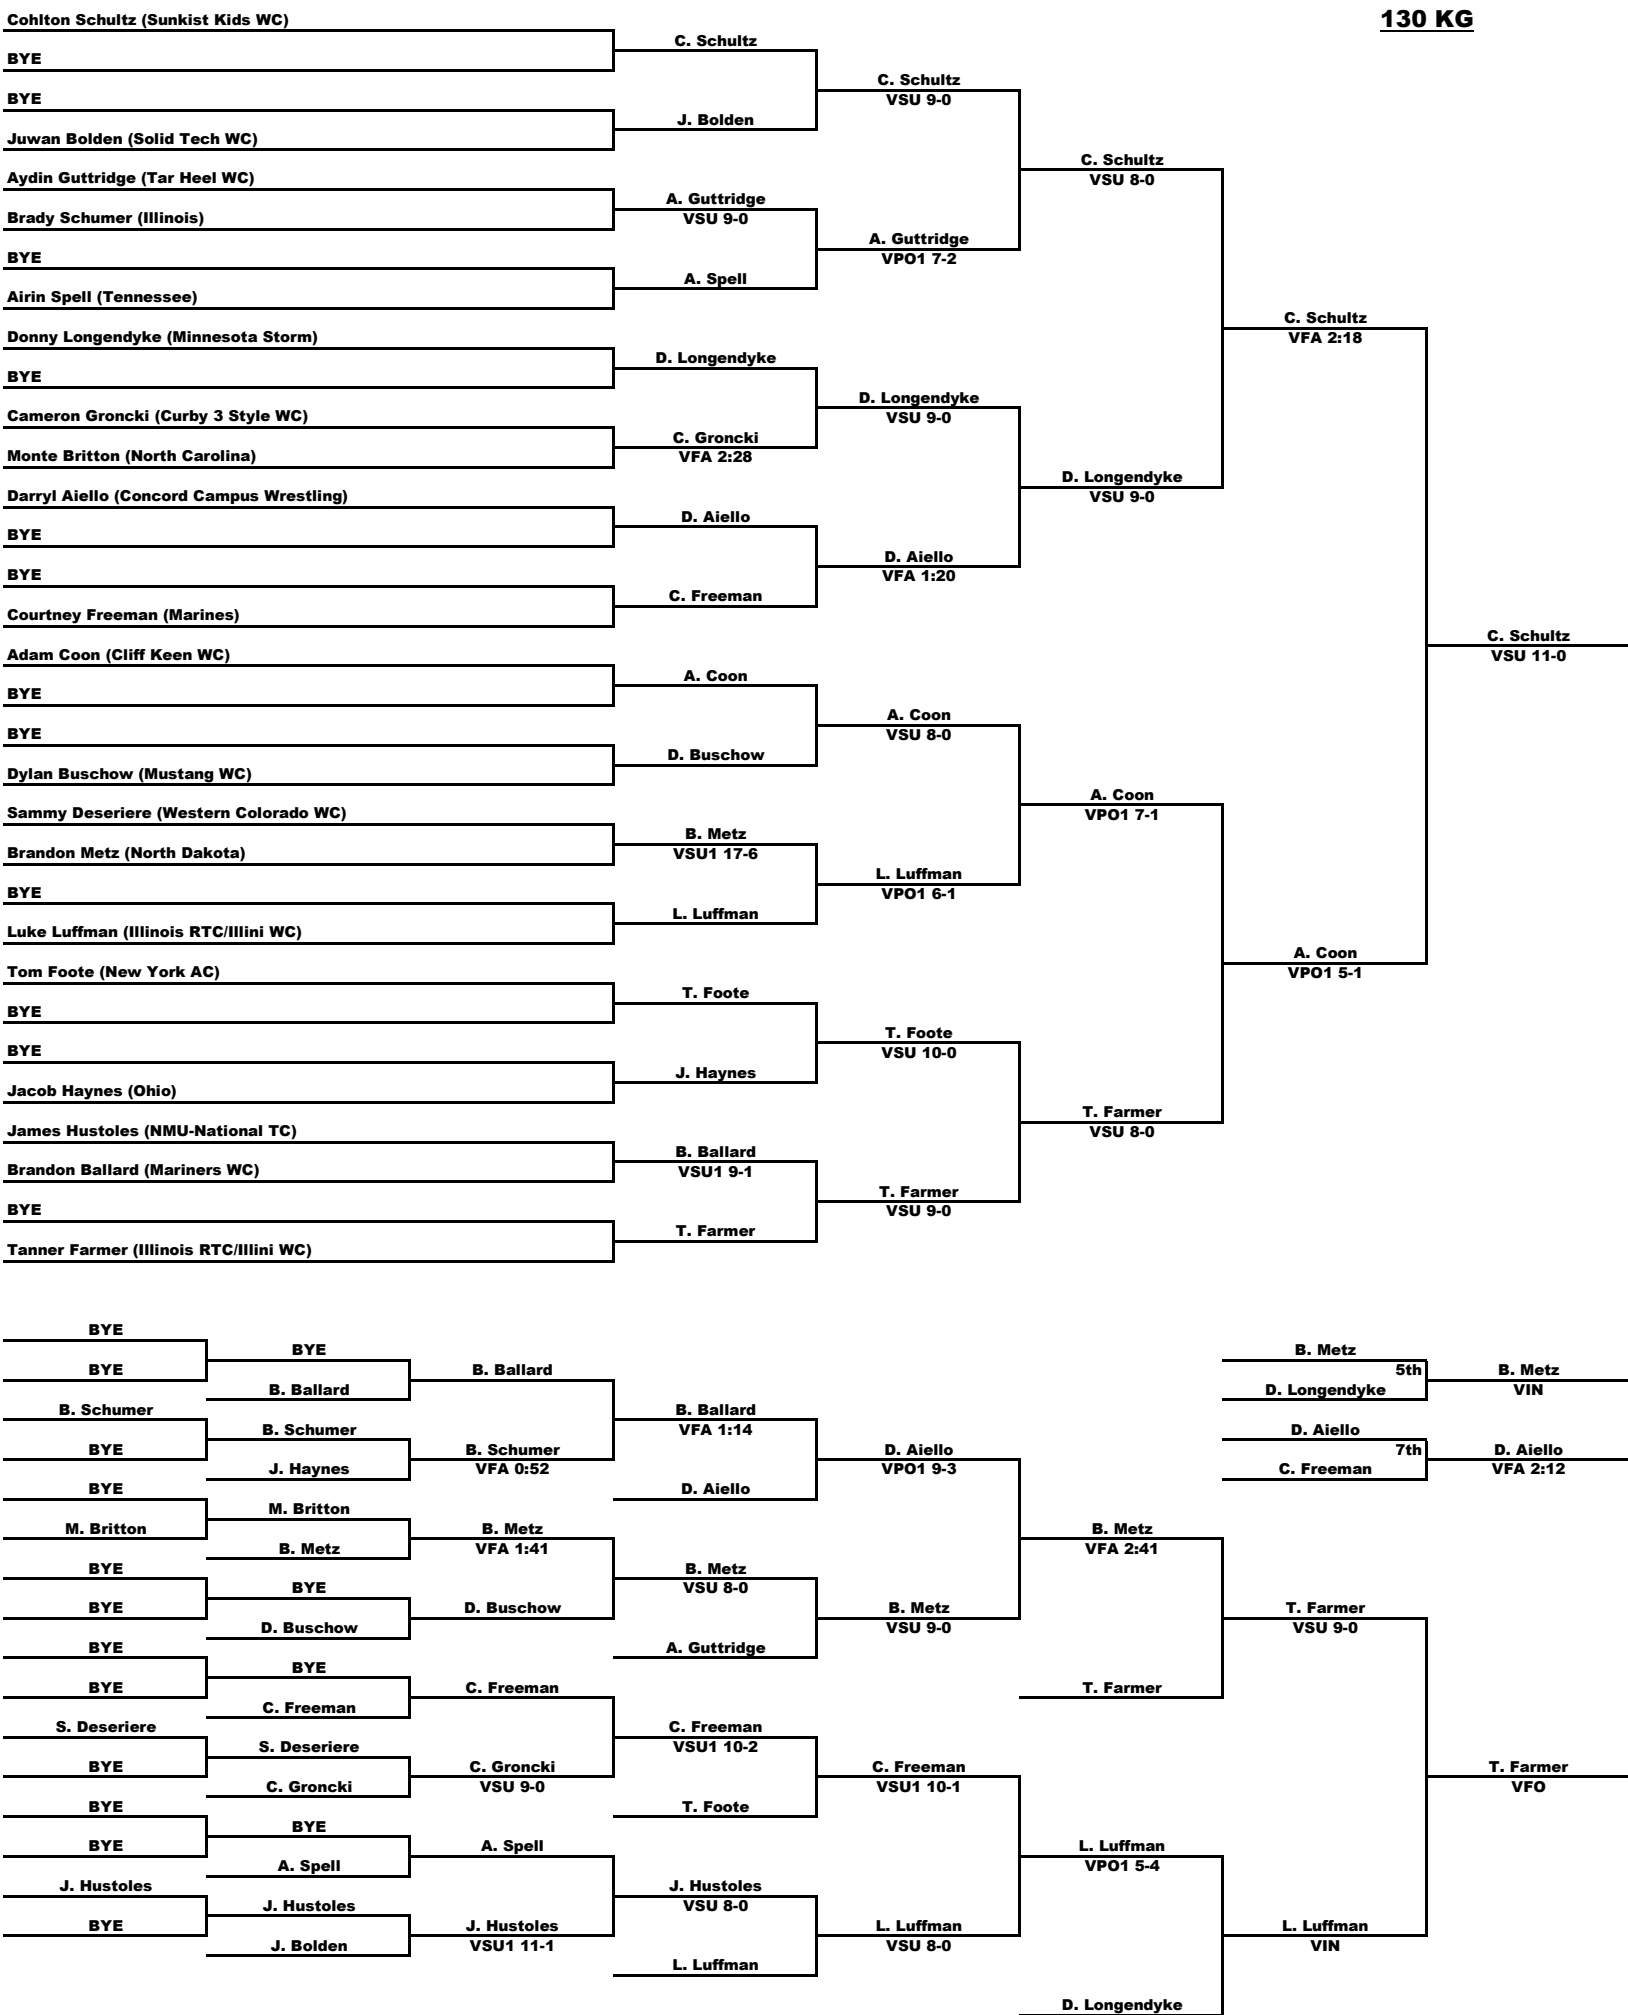 130 KG
Cohlton Schultz (Sunkist Kids WC)
BYE
BYE
Juwan Bolden (Solid Tech WC)
Aydin Guttridge (Tar Heel WC)
Brady Schumer (Illinois)
BYE
Airin Spell (Tennessee)
Donny Longendyke (Minnesota Storm)
BYE
Cameron Groncki (Curby 3 Style WC)
Monte Britton (North Carolina)
Darryl Aiello (Concord Campus Wrestling)
BYE
BYE
Courtney Freeman (Marines)
Adam Coon (Cliff Keen WC)
BYE
BYE
Dylan Buschow (Mustang WC)
Sammy Deseriere (Western Colorado WC)
Brandon Metz (North Dakota)
BYE
Luke Luffman (Illinois RTC/Illini WC)
Tom Foote (New York AC)
BYE
BYE
Jacob Haynes (Ohio)
James Hustoles (NMU-National TC)
Brandon Ballard (Mariners WC)
BYE
Tanner Farmer (Illinois RTC/Illini WC)
C. Schultz
J. Bolden
A. Guttridge
VSU 9-0
A. Spell
D. Longendyke
C. Groncki
VFA 2:28
D. Aiello
C. Freeman
A. Coon
D. Buschow
B. Metz
VSU1 17-6
L. Luffman
T. Foote
J. Haynes
B. Ballard
VSU1 9-1
T. Farmer
C. Schultz
VSU 9-0
A. Guttridge
VPO1 7-2
D. Longendyke
VSU 9-0
D. Aiello
VFA 1:20
A. Coon
VSU 8-0
L. Luffman
VPO1 6-1
T. Foote
VSU 10-0
T. Farmer
VSU 9-0
C. Schultz
VSU 8-0
D. Longendyke
VSU 9-0
A. Coon
VPO1 7-1
T. Farmer
VSU 8-0
C. Schultz
VFA 2:18
A. Coon
VPO1 5-1
C. Schultz
VSU 11-0
BYE
BYE
B. Schumer
BYE
BYE
M. Britton
BYE
BYE
BYE
BYE
S. Deseriere
BYE
BYE
BYE
J. Hustoles
BYE
BYE
B. Ballard
B. Schumer
J. Haynes
M. Britton
B. Metz
BYE
D. Buschow
BYE
C. Freeman
S. Deseriere
C. Groncki
BYE
A. Spell
J. Hustoles
J. Bolden
B. Ballard
B. Schumer
VFA 0:52
B. Metz
VFA 1:41
D. Buschow
C. Freeman
C. Groncki
VSU 9-0
A. Spell
J. Hustoles
VSU1 11-1
B. Ballard
VFA 1:14
D. Aiello
B. Metz
VSU 8-0
A. Guttridge
C. Freeman
VSU1 10-2
T. Foote
J. Hustoles
VSU 8-0
L. Luffman
D. Aiello
VPO1 9-3
B. Metz
VSU 9-0
C. Freeman
VSU1 10-1
L. Luffman
VSU 8-0
B. Metz
VFA 2:41
T. Farmer
L. Luffman
VPO1 5-4
D. Longendyke
T. Farmer
VSU 9-0
L. Luffman
VIN
T. Farmer
VFO
B. Metz
5th
D. Longendyke
B. Metz
VIN
D. Aiello
7th
C. Freeman
D. Aiello
VFA 2:12